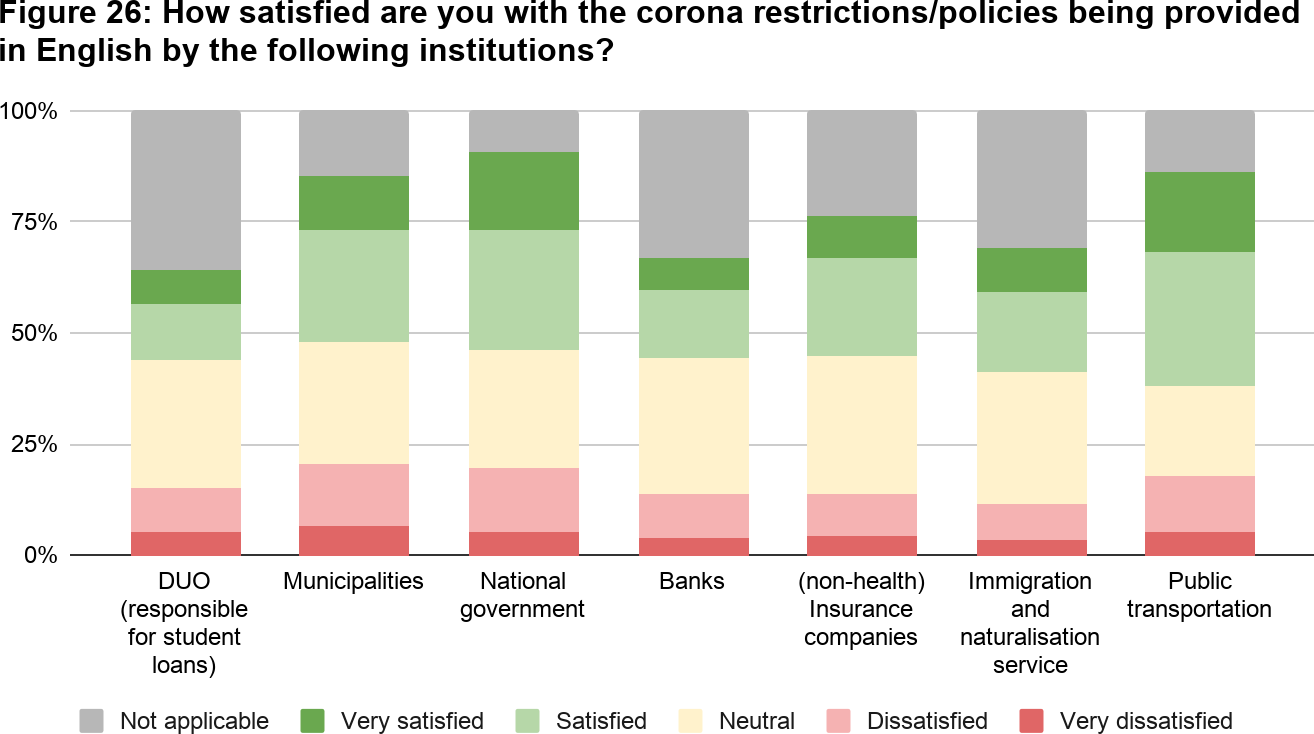 Figure 26: How satisfied are you with the corona restrictions/policies being provided
in English by the following institutions?
100%
75%
50%
25%
0%
DUO
(responsible
for student
loans)
Municipalities
National
government
Banks
(non-health)
Insurance
companies
Immigration
and
naturalisation
service
Public
transportation
Not applicable
Very satisfied
Satisfied
Neutral
Dissatisfied
Very dissatisfied